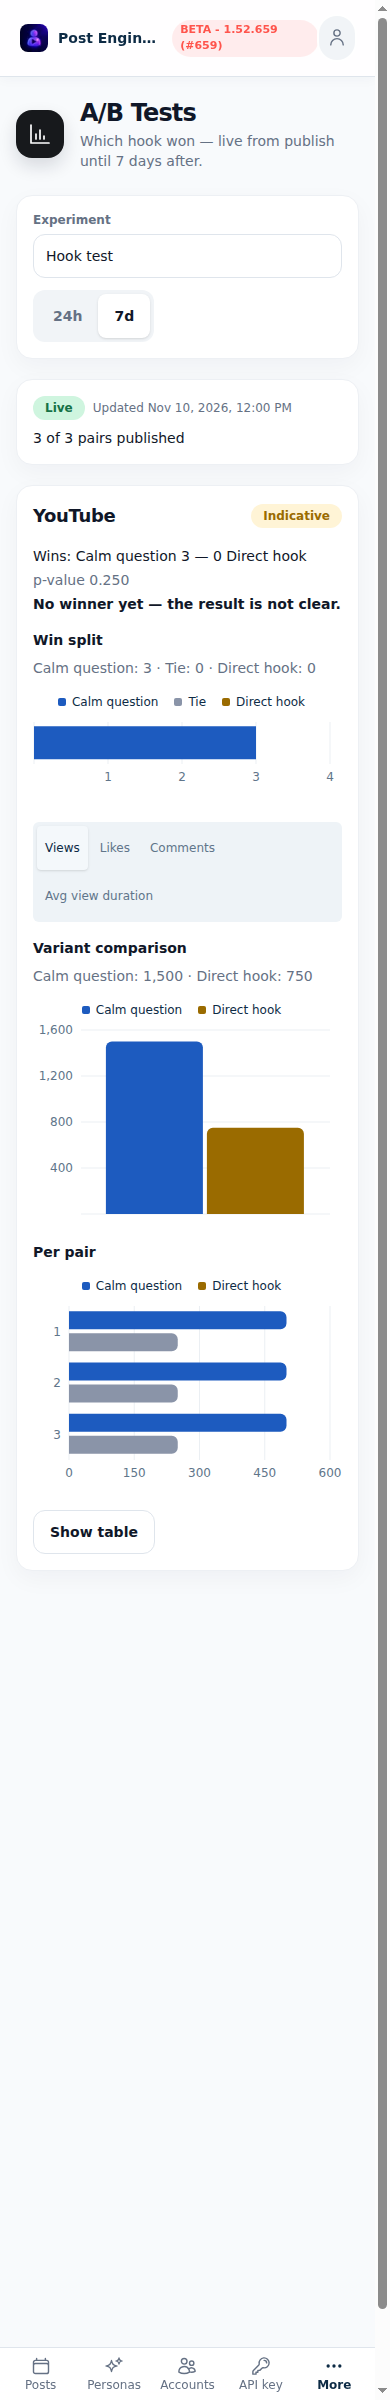 Post Engin...
BETA - 1.52.659
(#659)
A/B Tests
Which hook won — live from publish
until 7 days after.
Experiment
Hook test
24h 7d
Live Updated Nov 10, 2026, 12:00 PM
3 of 3 pairs published
YouTube Indicative
Wins: Calm question 3 — 0 Direct hook
p-value 0.250
No winner yet — the result is not clear.
Win split
Calm question: 3 · Tie: 0 · Direct hook: 0
Calm question Tie Direct hook
1 2 3 4
Views Likes Comments
Avg view duration
Variant comparison
Calm question: 1,500 · Direct hook: 750
Calm question Direct hook
1,600
1,200
800
400
Per pair
Calm question Direct hook
1
2
3
0 150 300 450 600
Show table
Posts Personas Accounts API key More